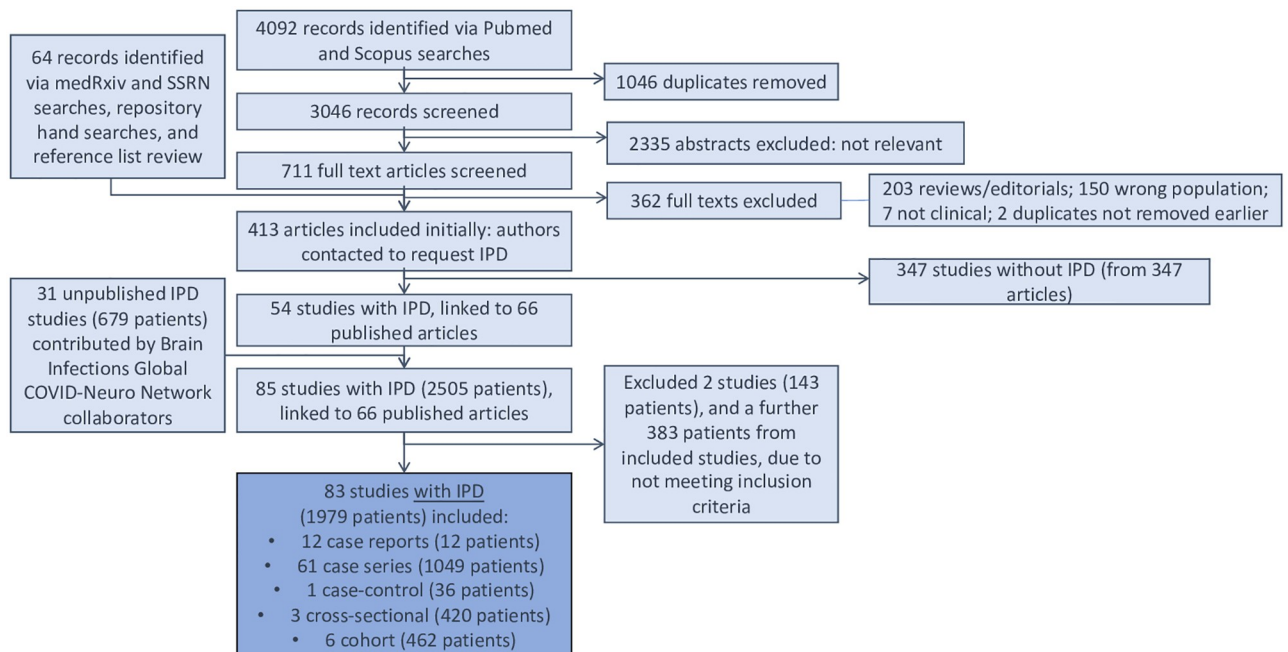 4092 records identified via Pubmed
and Scopus searches
64 records identified
via medRxiv and SSRN
searches, repository
hand searches, and
reference list review
1046 duplicates removed
3046 records screened
2335 abstracts excluded: not relevant
711 full text articles screened
362 full texts excluded
203 reviews/editorials; 150 wrong population;
7 not clinical; 2 duplicates not removed earlier
413 articles included initially: authors
contacted to request IPD
347 studies without IPD (from 347
articles)
31 unpublished IPD
studies (679 patients)
contributed by Brain
Infections Global
COVID-Neuro Network
collaborators
54 studies with IPD, linked to 66
published articles
85 studies with IPD (2505 patients),
linked to 66 published articles
Excluded 2 studies (143
patients), and a further
383 patients from
included studies, due to
not meeting inclusion
criteria
83 studies with IPD
(1979 patients) included:
• 12 case reports (12 patients)
• 61 case series (1049 patients)
• 1 case-control (36 patients)
• 3 cross-sectional (420 patients)
• 6 cohort (462 patients)